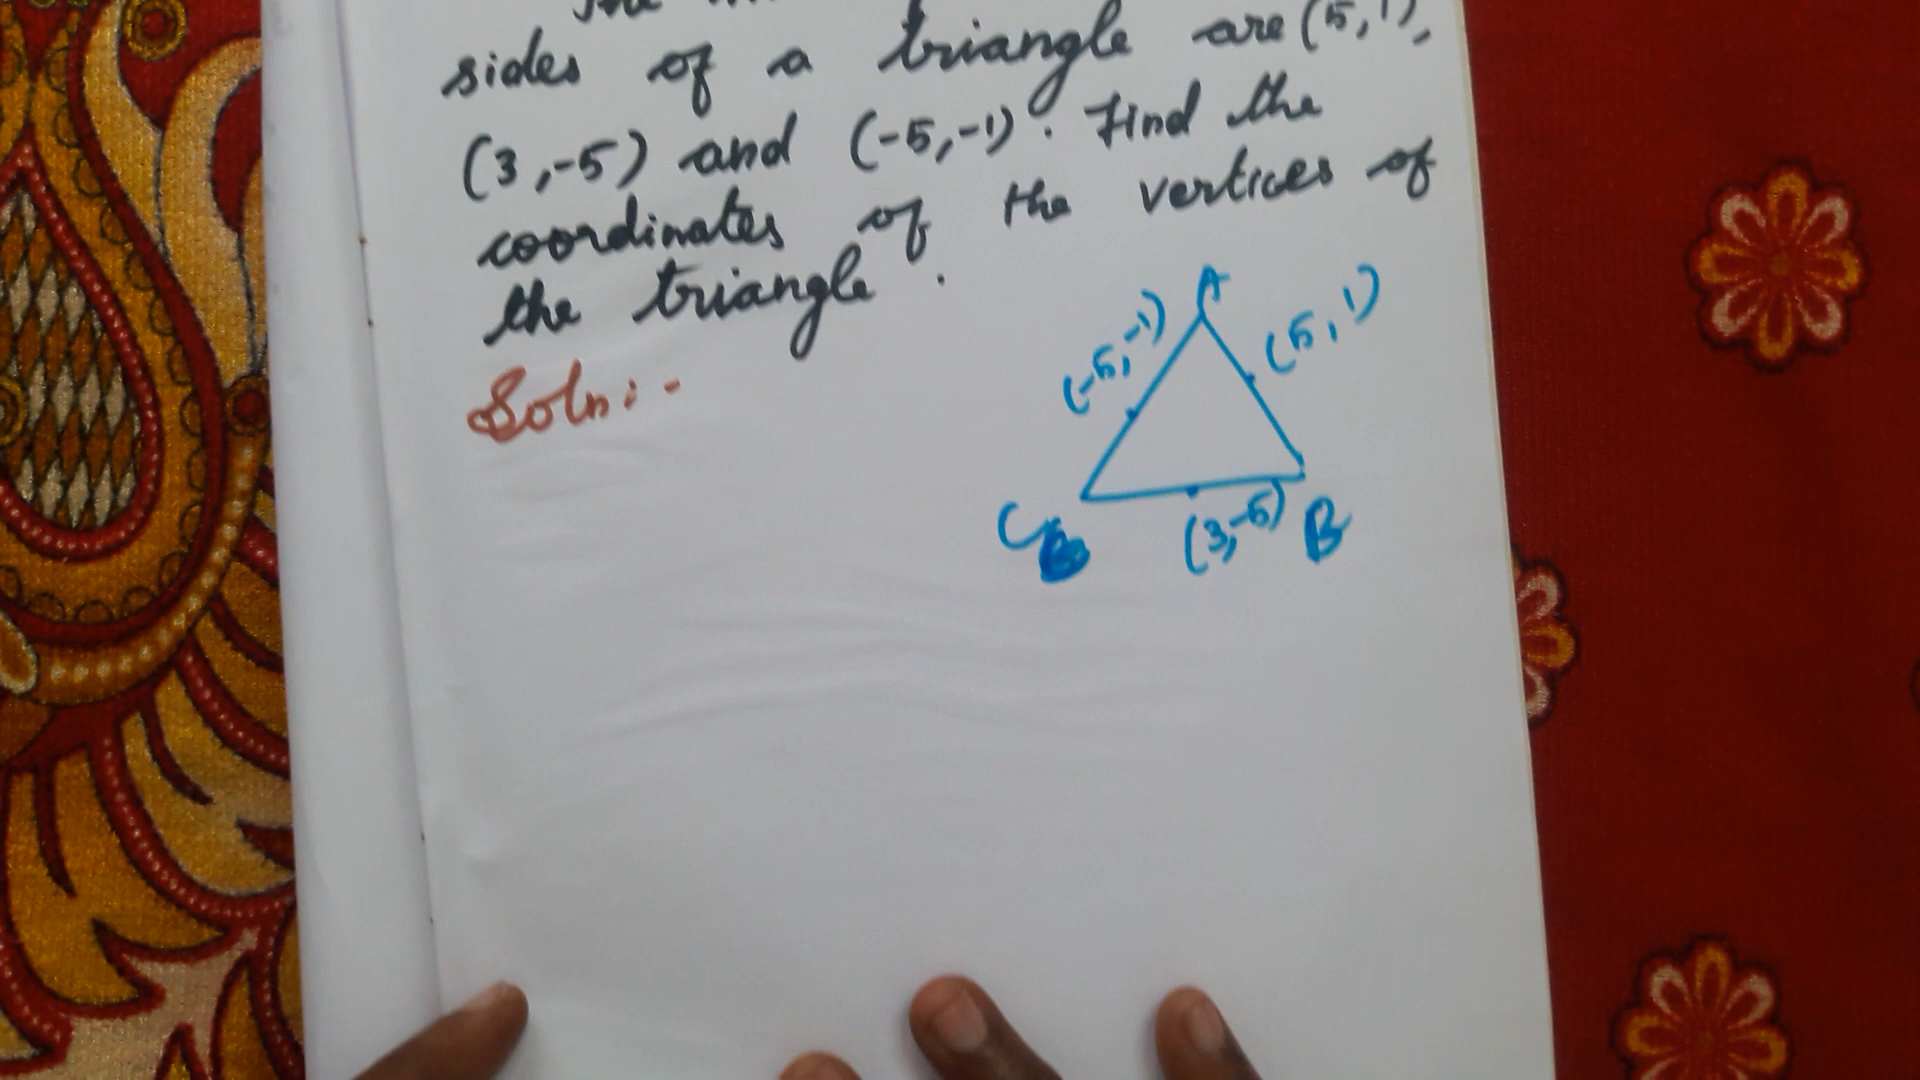 The
sides of a triangle are (5,1),
(3,-5) and (-5,-1). Find the
coordinates of the vertices of
the triangle.
Soln:-
A
(-5,-1)
(5,1)
C
(3,-5)
B